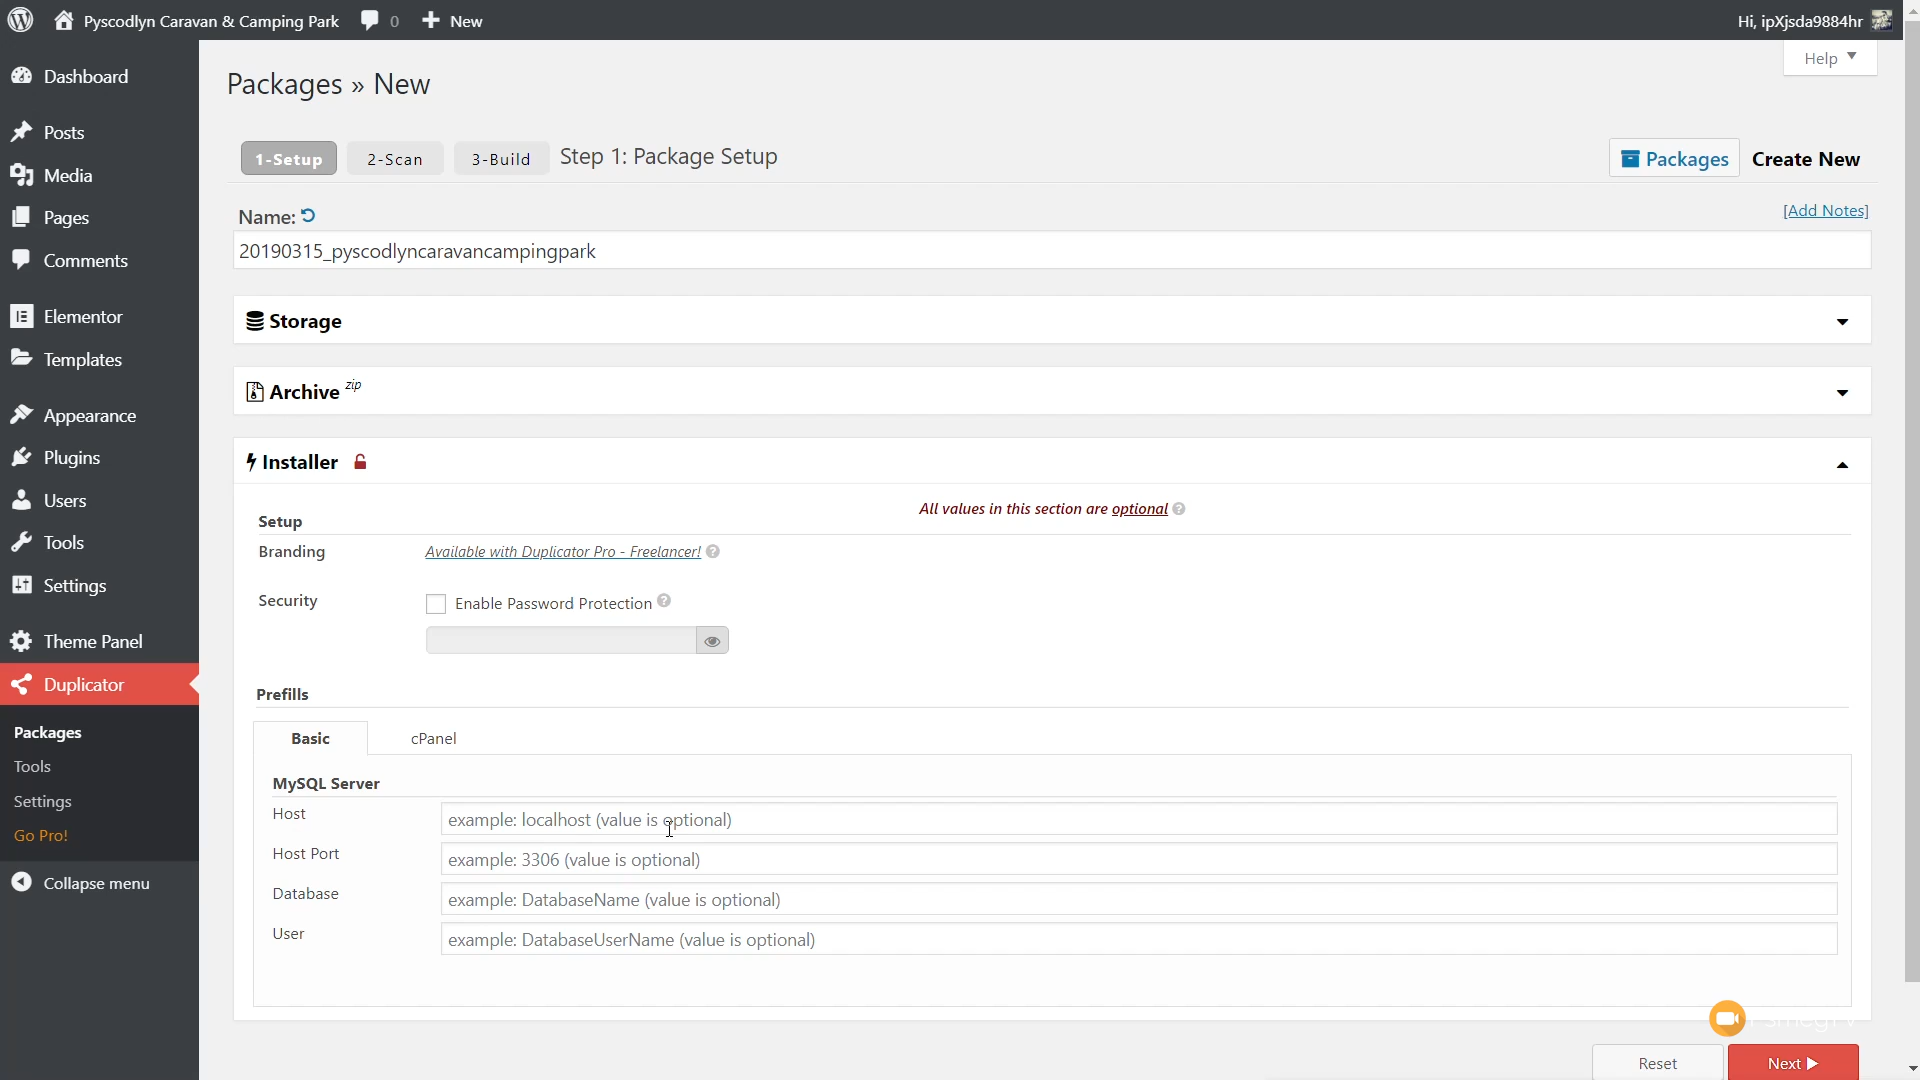 Pyscodlyn Caravan & Camping Park 0 New
Hi, ipXjsda9884hr
Help
Dashboard
Posts
Media
Pages
Comments
Elementor
Templates
Appearance
Plugins
Users
Tools
Settings
Theme Panel
Duplicator
Packages
Tools
Settings
Go Pro!
Collapse menu
Packages » New
1-Setup 2-Scan 3-Build Step 1: Package Setup
Packages Create New
Name:
[Add Notes]
20190315_pyscodlyncaravancampingpark
Storage
Archive zip
Installer
All values in this section are optional
Setup
Branding Available with Duplicator Pro - Freelancer!
Security Enable Password Protection
Prefills
Basic cPanel
MySQL Server
Host example: localhost (value is optional)
Host Port example: 3306 (value is optional)
Database example: DatabaseName (value is optional)
User example: DatabaseUserName (value is optional)
Reset Next